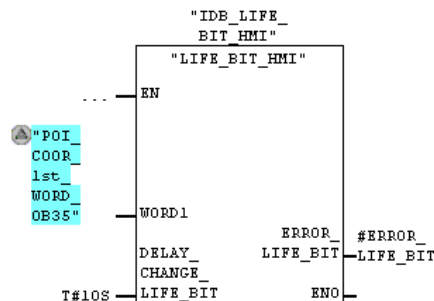 "IDB_LIFE_
BIT_HMI"
"LIFE_BIT_HMI"
... EN
"POI_
COOR_
1st_
WORD_
OB35" WORD1
ERROR_ #ERROR_
DELAY_ LIFE_BIT LIFE_BIT
CHANGE_
T#10S LIFE_BIT ENO